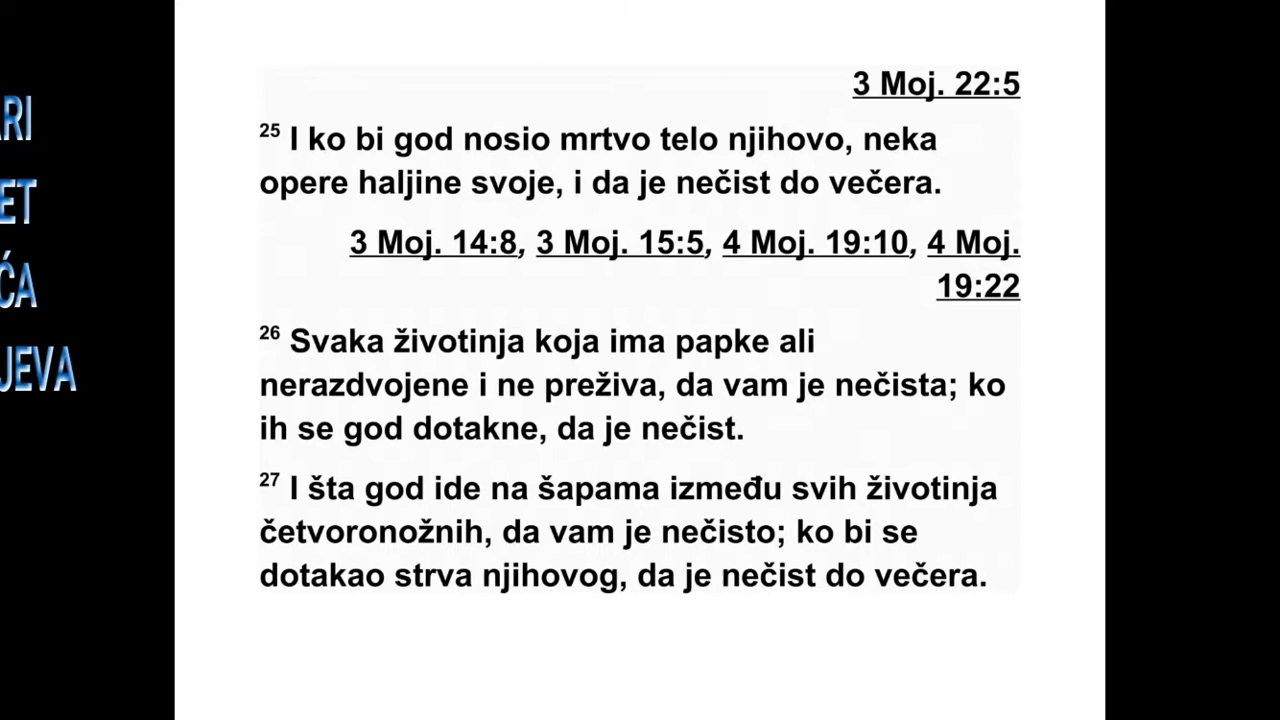 ARI
ET
ĆA
JEVA
3 Moj. 22:5
25 I ko bi god nosio mrtvo telo njihovo, neka
opere haljine svoje, i da je nečist do večera.
3 Moj. 14:8, 3 Moj. 15:5, 4 Moj. 19:10, 4 Moj.
19:22
26 Svaka životinja koja ima papke ali
nerazdvojene i ne preživa, da vam je nečista; ko
ih se god dotakne, da je nečist.
27 I šta god ide na šapama između svih životinja
četvoronožnih, da vam je nečisto; ko bi se
dotakao strva njihovog, da je nečist do večera.